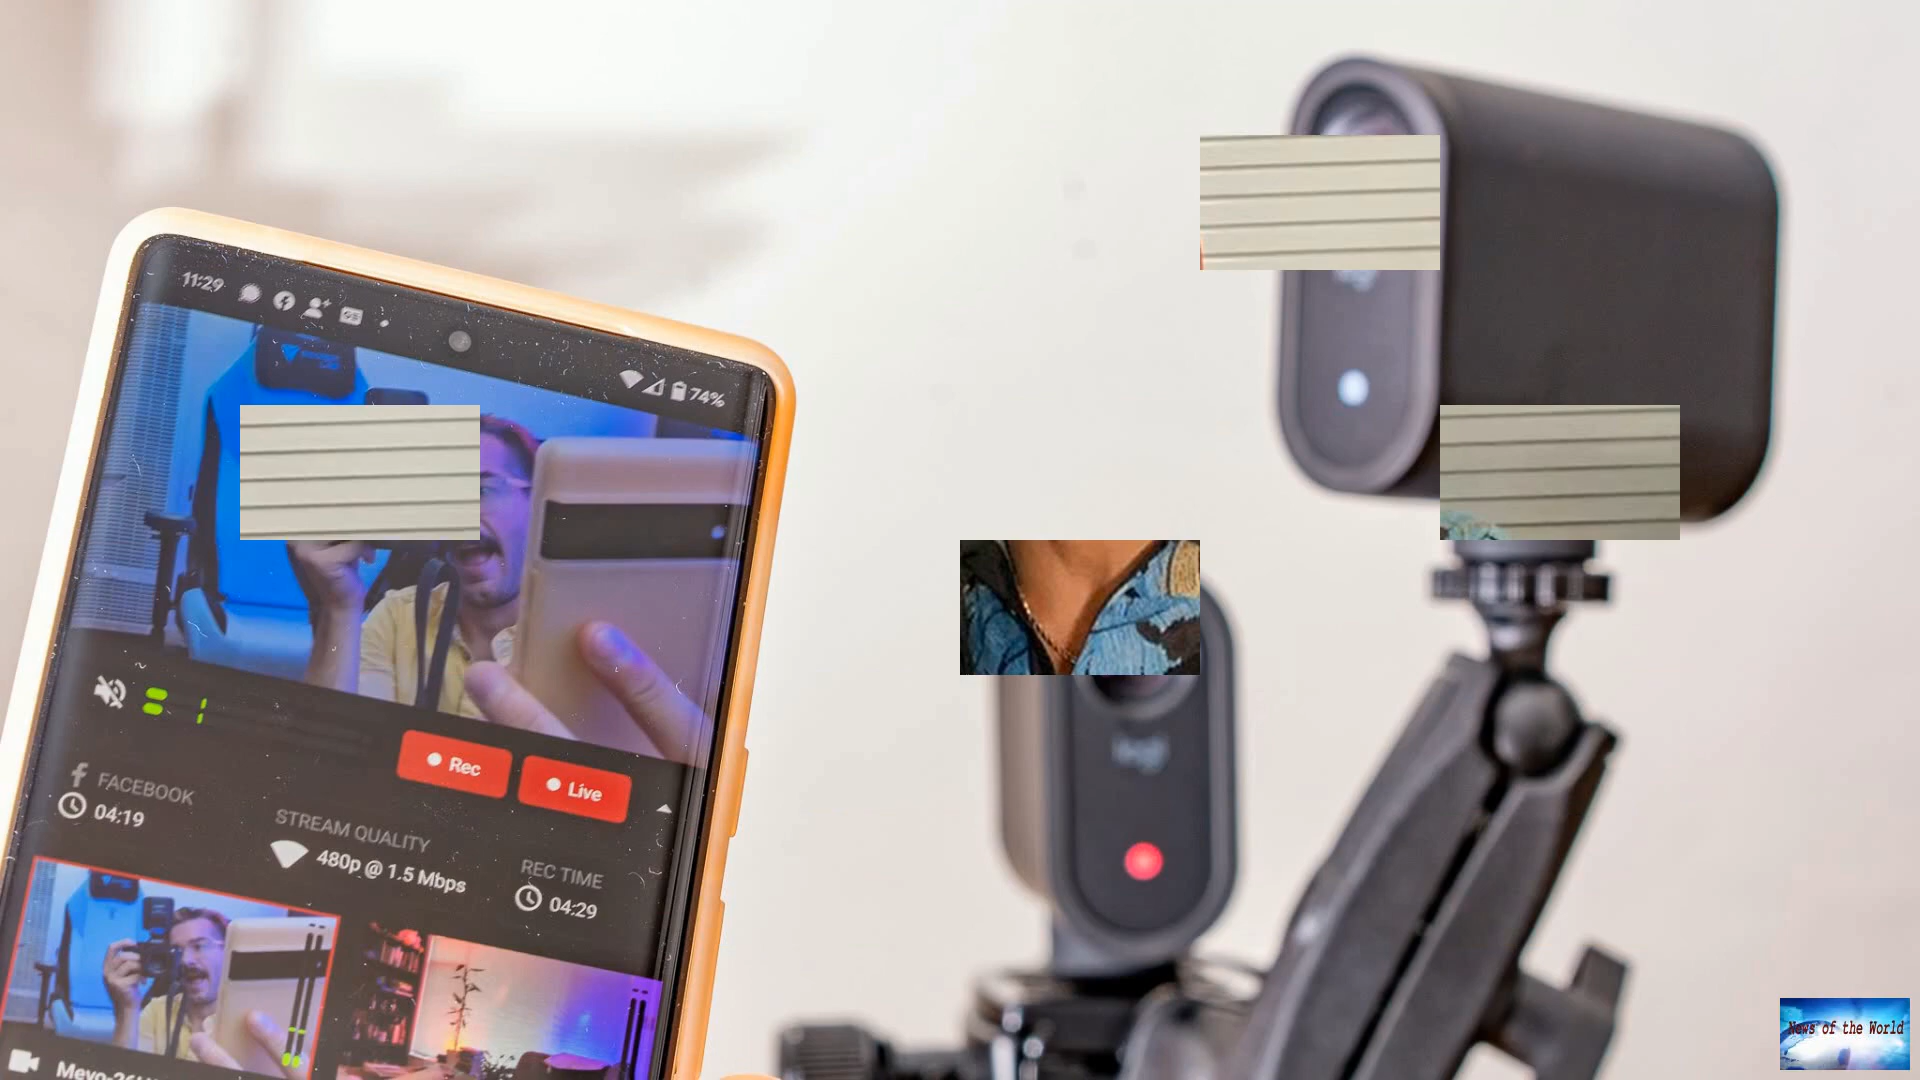 11:29
74%
Rec
Live
FACEBOOK
04:19
STREAM QUALITY
480p @ 1.5 Mbps
REC TIME
04:29
logi
News of the World